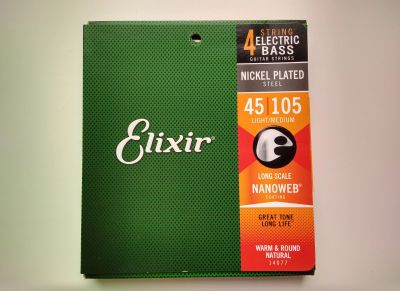 Elixir®
4 STRING
ELECTRIC
BASS
GUITAR STRINGS
NICKEL PLATED
STEEL
45 | 105
LIGHT/MEDIUM
LONG SCALE
NANOWEB®
COATING
GREAT TONE
LONG LIFE™
WARM & ROUND
NATURAL
14077